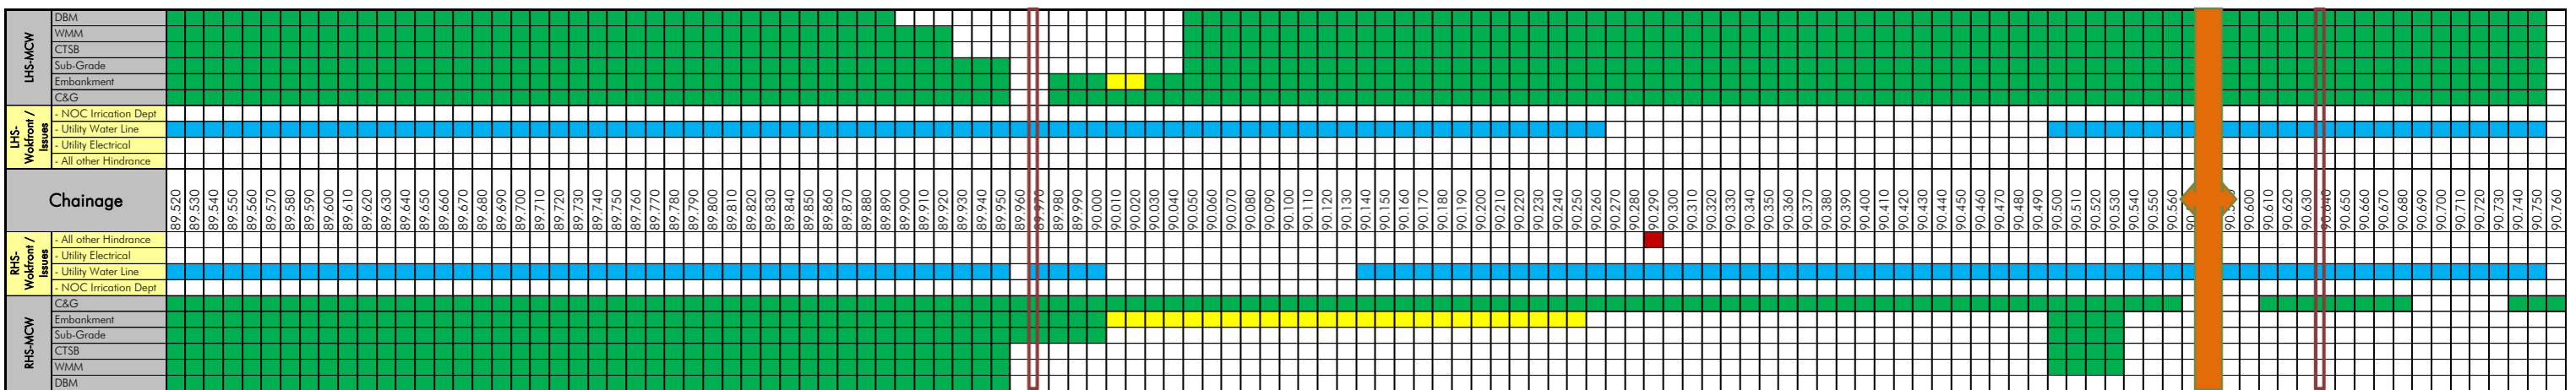 LHS-MCW
DBM
WMM
CTSB
Sub-Grade
Embankment
C&G
LHS-
Wokfront /
Issues
- NOC Irrication Dept
- Utility Water Line
- Utility Electrical
- All other Hindrance
Chainage
89.520 89.530 89.540 89.550 89.560 89.570 89.580 89.590 89.600 89.610 89.620 89.630 89.640 89.650 89.660 89.670 89.680 89.690 89.700 89.710 89.720 89.730 89.740 89.750 89.760 89.770 89.780 89.790 89.800 89.810 89.820 89.830 89.840 89.850 89.860 89.870 89.880 89.890 89.900 89.910 89.920 89.930 89.940 89.950 89.960 89.970 89.980 89.990 90.000 90.010 90.020 90.030 90.040 90.050 90.060 90.070 90.080 90.090 90.100 90.110 90.120 90.130 90.140 90.150 90.160 90.170 90.180 90.190 90.200 90.210 90.220 90.230 90.240 90.250 90.260 90.270 90.280 90.290 90.300 90.310 90.320 90.330 90.340 90.350 90.360 90.370 90.380 90.390 90.400 90.410 90.420 90.430 90.440 90.450 90.460 90.470 90.480 90.490 90.500 90.510 90.520 90.530 90.540 90.550 90.560 90.600 90.610 90.620 90.630 90.640 90.650 90.660 90.670 90.680 90.690 90.700 90.710 90.720 90.730 90.740 90.750 90.760
RHS-
Wokfront /
Issues
- All other Hindrance
- Utility Electrical
- Utility Water Line
- NOC Irrication Dept
RHS-MCW
C&G
Embankment
Sub-Grade
CTSB
WMM
DBM